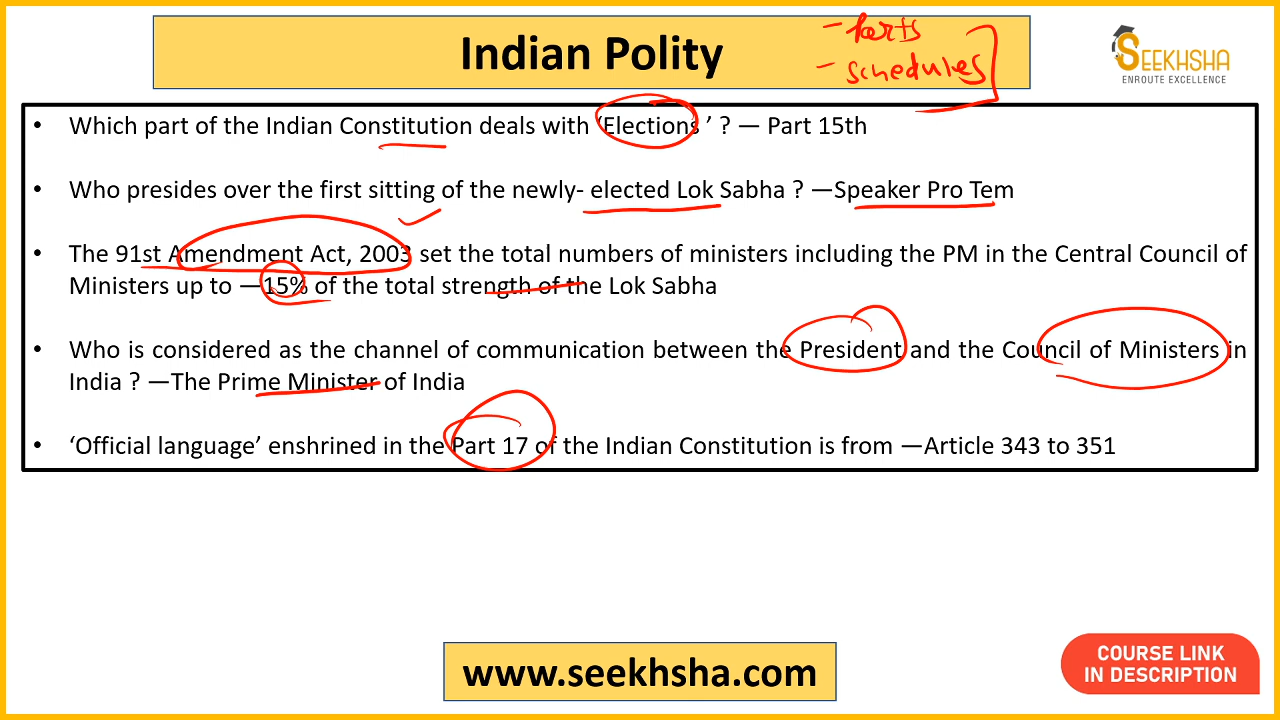 Indian Polity
– Parts
– schedules
SEEKHSHA
ENROUTE EXCELLENCE
• Which part of the Indian Constitution deals with ‘Elections ’ ? — Part 15th
• Who presides over the first sitting of the newly- elected Lok Sabha ? —Speaker Pro Tem
• The 91st Amendment Act, 2003 set the total numbers of ministers including the PM in the Central Council of
Ministers up to —15% of the total strength of the Lok Sabha
• Who is considered as the channel of communication between the President and the Council of Ministers in
India ? —The Prime Minister of India
• ‘Official language’ enshrined in the Part 17 of the Indian Constitution is from —Article 343 to 351
www.seekhsha.com
COURSE LINK
IN DESCRIPTION